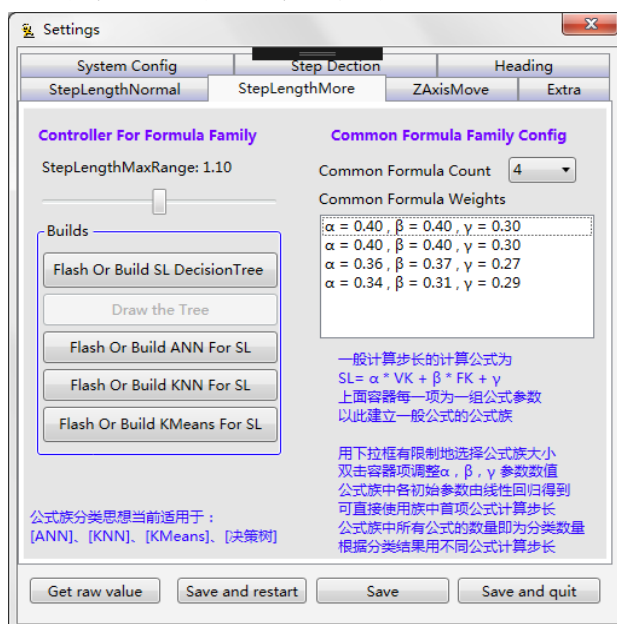 Settings
System Config
Step Dection
Heading
StepLengthNormal
StepLengthMore
ZAxisMove
Extra
Controller For Formula Family
StepLengthMaxRange: 1.10
Builds
Flash Or Build SL DecisionTree
Draw the Tree
Flash Or Build ANN For SL
Flash Or Build KNN For SL
Flash Or Build KMeans For SL
公式族分类思想当前适用于：
[ANN]、[KNN]、[KMeans]、[决策树]
Common Formula Family Config
Common Formula Count 4
Common Formula Weights
α = 0.40 , β = 0.40 , γ = 0.30
α = 0.40 , β = 0.40 , γ = 0.30
α = 0.36 , β = 0.37 , γ = 0.27
α = 0.34 , β = 0.31 , γ = 0.29
一般计算步长的计算公式为
SL= α * VK + β * FK + γ
上面容器每一项为一组公式参数
以此建立一般公式的公式族
用下拉框有限制地选择公式族大小
双击容器项调整α , β , γ 参数数值
公式族中各初始参数由线性回归得到
可直接使用族中首项公式计算步长
公式族中所有公式的数量即为分类数量
根据分类结果用不同公式计算步长
Get raw value
Save and restart
Save
Save and quit